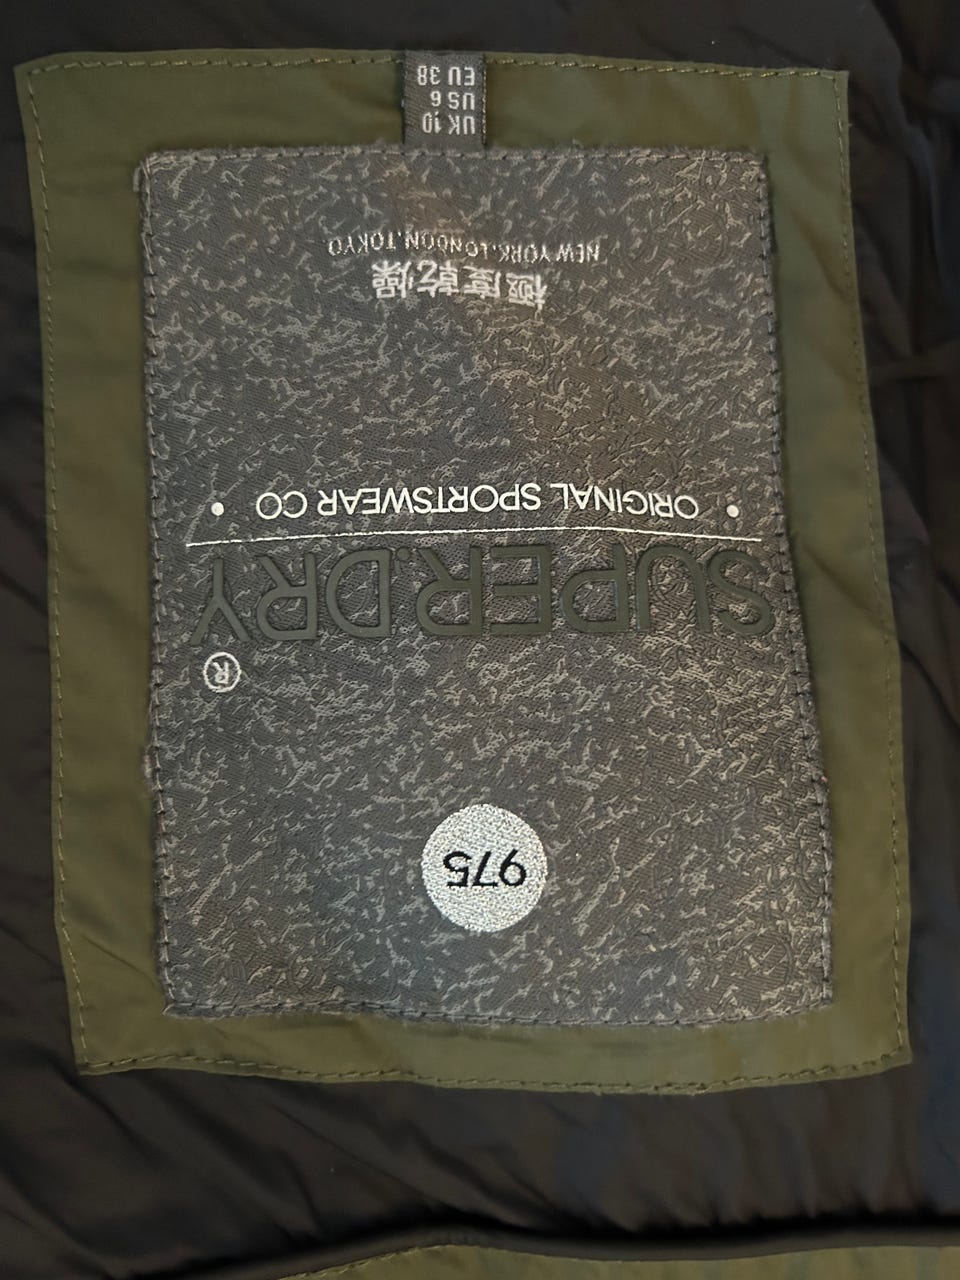 975
®
SUPER.DRY
• ORIGINAL SPORTSWEAR CO •
極度乾燥
NEW YORK.LONDON.TOKYO
UK 10
US 6
EU 38